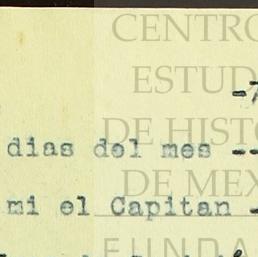 CENTRO
ESTUD
-7
DE HIST
dias del mes --
DE MEX
mi el Capitan -
FUNDA